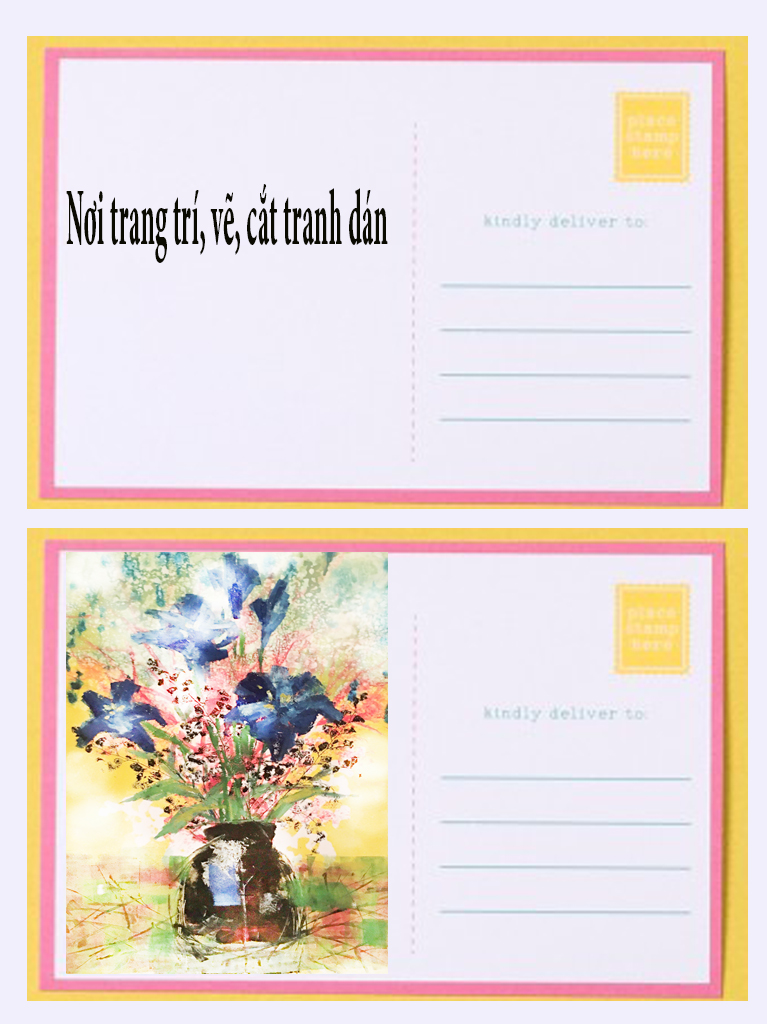 place
stamp
here
Nơi trang trí, vẽ, cắt tranh dán
kindly deliver to:
place
stamp
here
kindly deliver to: